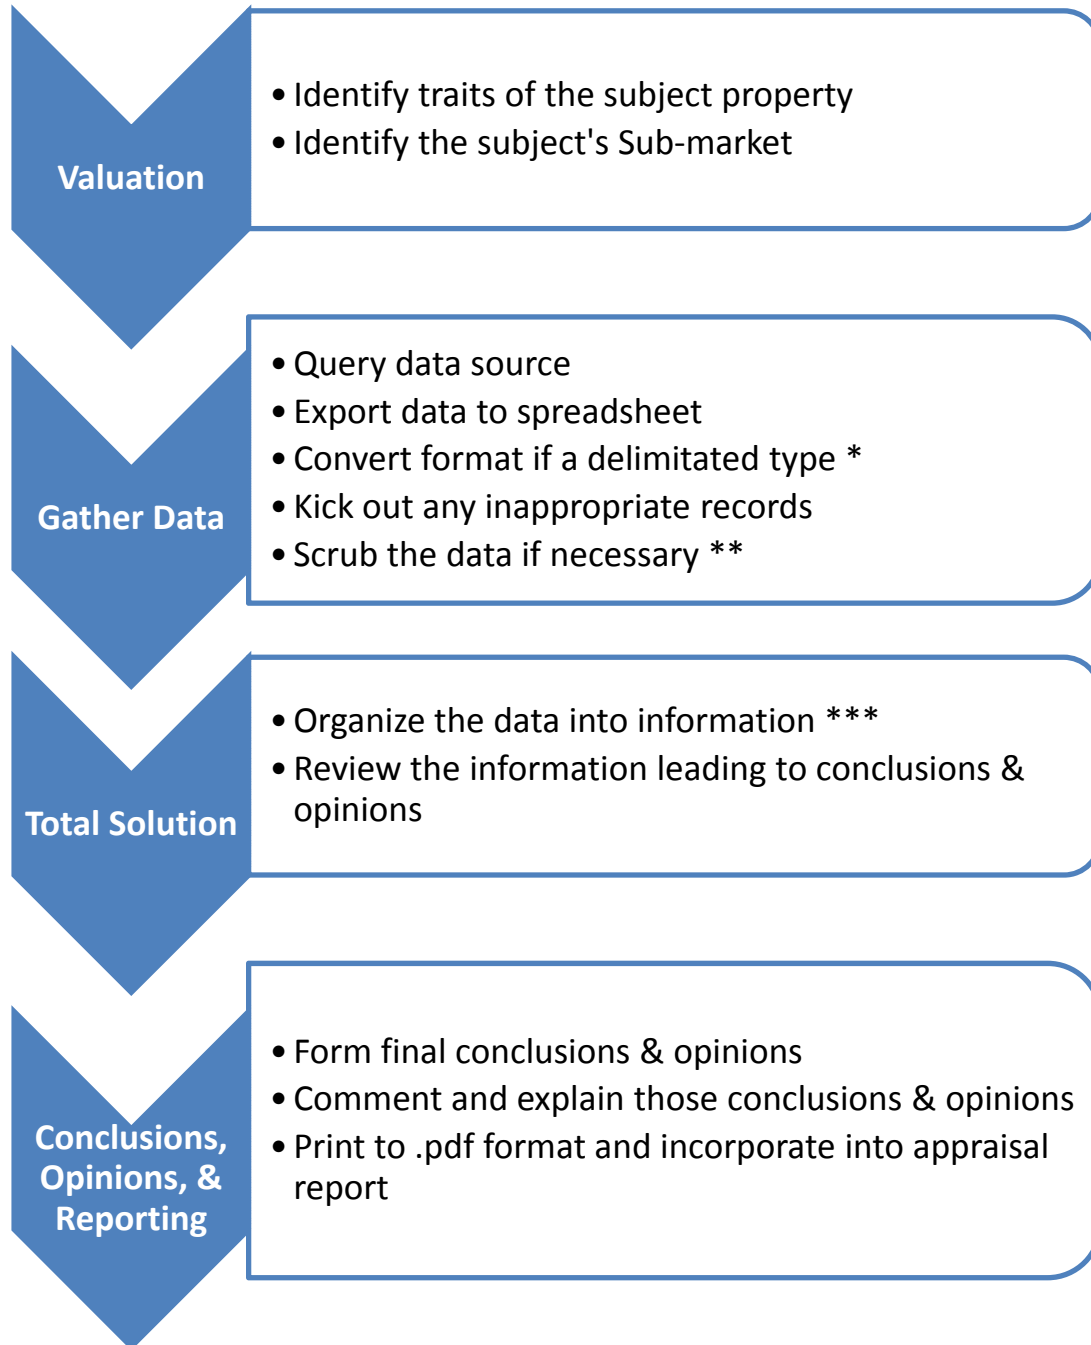 Valuation
• Identify traits of the subject property
• Identify the subject's Sub-market
Gather Data
• Query data source
• Export data to spreadsheet
• Convert format if a delimitated type *
• Kick out any inappropriate records
• Scrub the data if necessary **
Total Solution
• Organize the data into information ***
• Review the information leading to conclusions &
opinions
Conclusions,
Opinions, &
Reporting
• Form final conclusions & opinions
• Comment and explain those conclusions & opinions
• Print to .pdf format and incorporate into appraisal
report